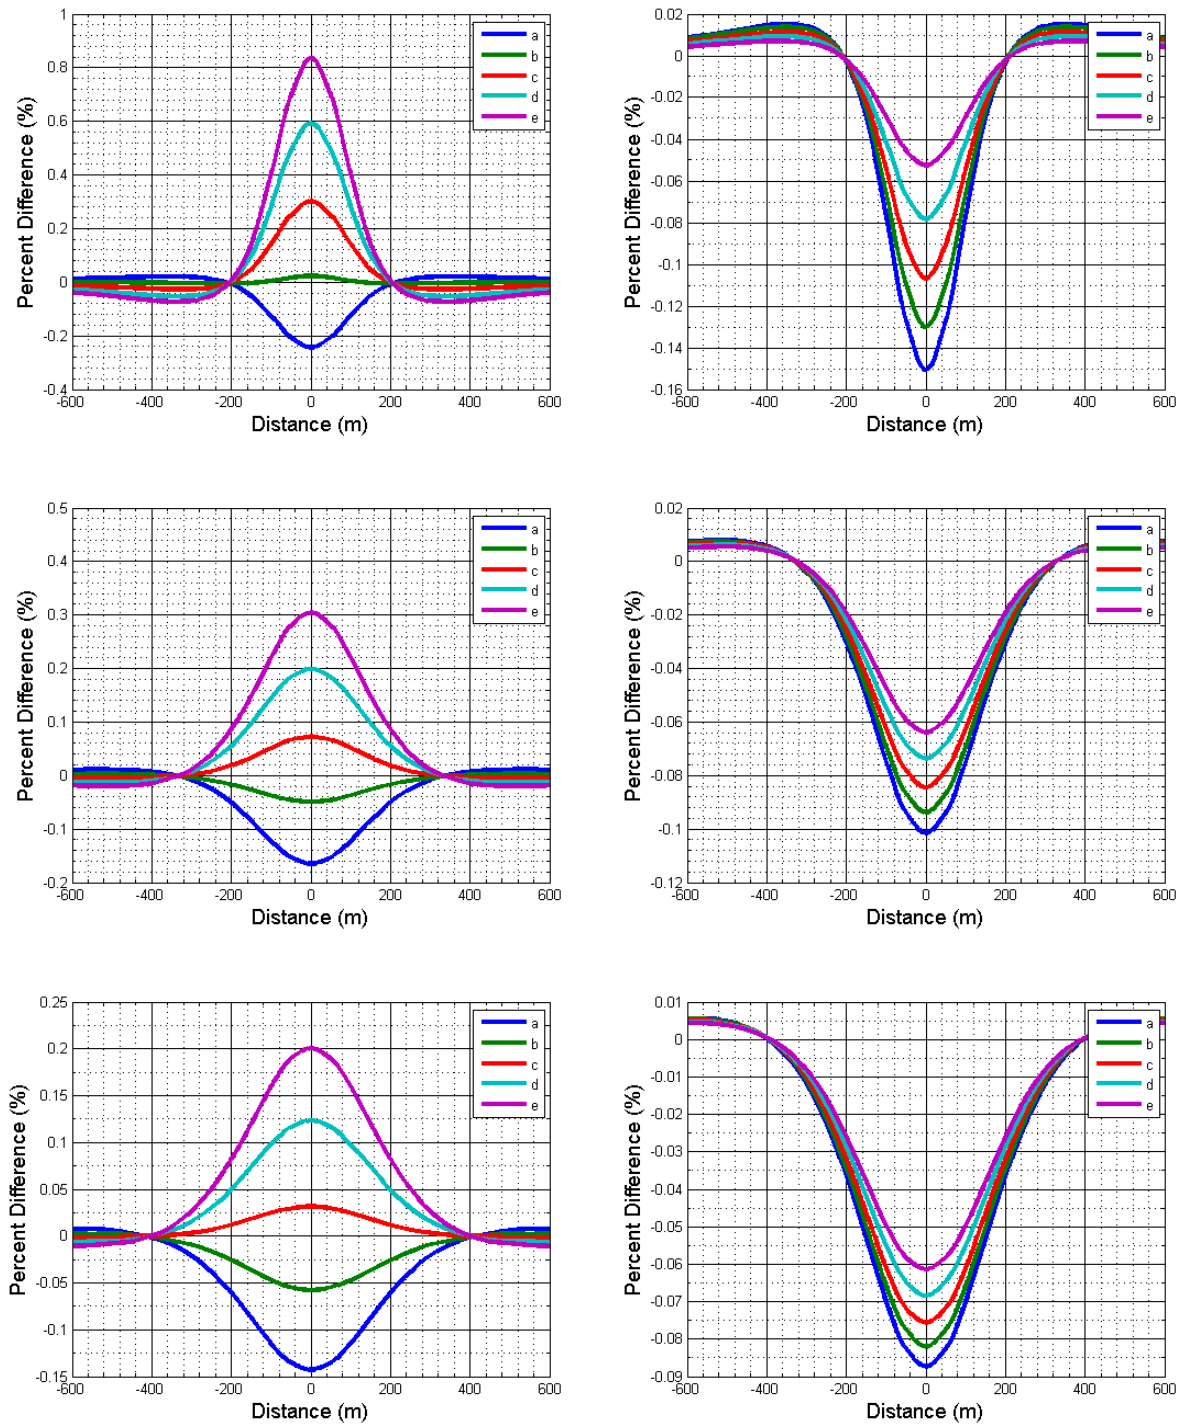 1
0.8
0.6
0.4
0.2
0
-0.2
-0.4
-600 -400 -200 0 200 400 600
Percent Difference (%)
Distance (m)
a
b
c
d
e
0.02
0
-0.02
-0.04
-0.06
-0.08
-0.1
-0.12
-0.14
-0.16
-600 -400 -200 0 200 400 600
Percent Difference (%)
Distance (m)
a
b
c
d
e
0.5
0.4
0.3
0.2
0.1
0
-0.1
-0.2
-600 -400 -200 0 200 400 600
Percent Difference (%)
Distance (m)
a
b
c
d
e
0.02
0
-0.02
-0.04
-0.06
-0.08
-0.1
-0.12
-600 -400 -200 0 200 400 600
Percent Difference (%)
Distance (m)
a
b
c
d
e
0.25
0.2
0.15
0.1
0.05
0
-0.05
-0.1
-0.15
-600 -400 -200 0 200 400 600
Percent Difference (%)
Distance (m)
a
b
c
d
e
0.01
0
-0.01
-0.02
-0.03
-0.04
-0.05
-0.06
-0.07
-0.08
-0.09
-600 -400 -200 0 200 400 600
Percent Difference (%)
Distance (m)
a
b
c
d
e